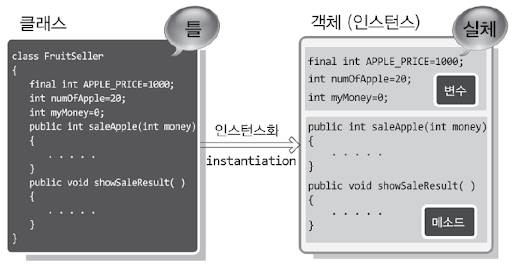 클래스
틀
class FruitSeller
{
final int APPLE_PRICE=1000;
int numOfApple=20;
int myMoney=0;
public int saleApple(int money)
{
. . . . .
}
public void showSaleResult( )
{
. . . . .
}
}
인스턴스화
instantiation
객체 (인스턴스)
실체
final int APPLE_PRICE=1000;
int numOfApple=20;
int myMoney=0;
변수
public int saleApple(int money)
{
. . . . .
}
public void showSaleResult( )
{
. . . . .
}
메소드